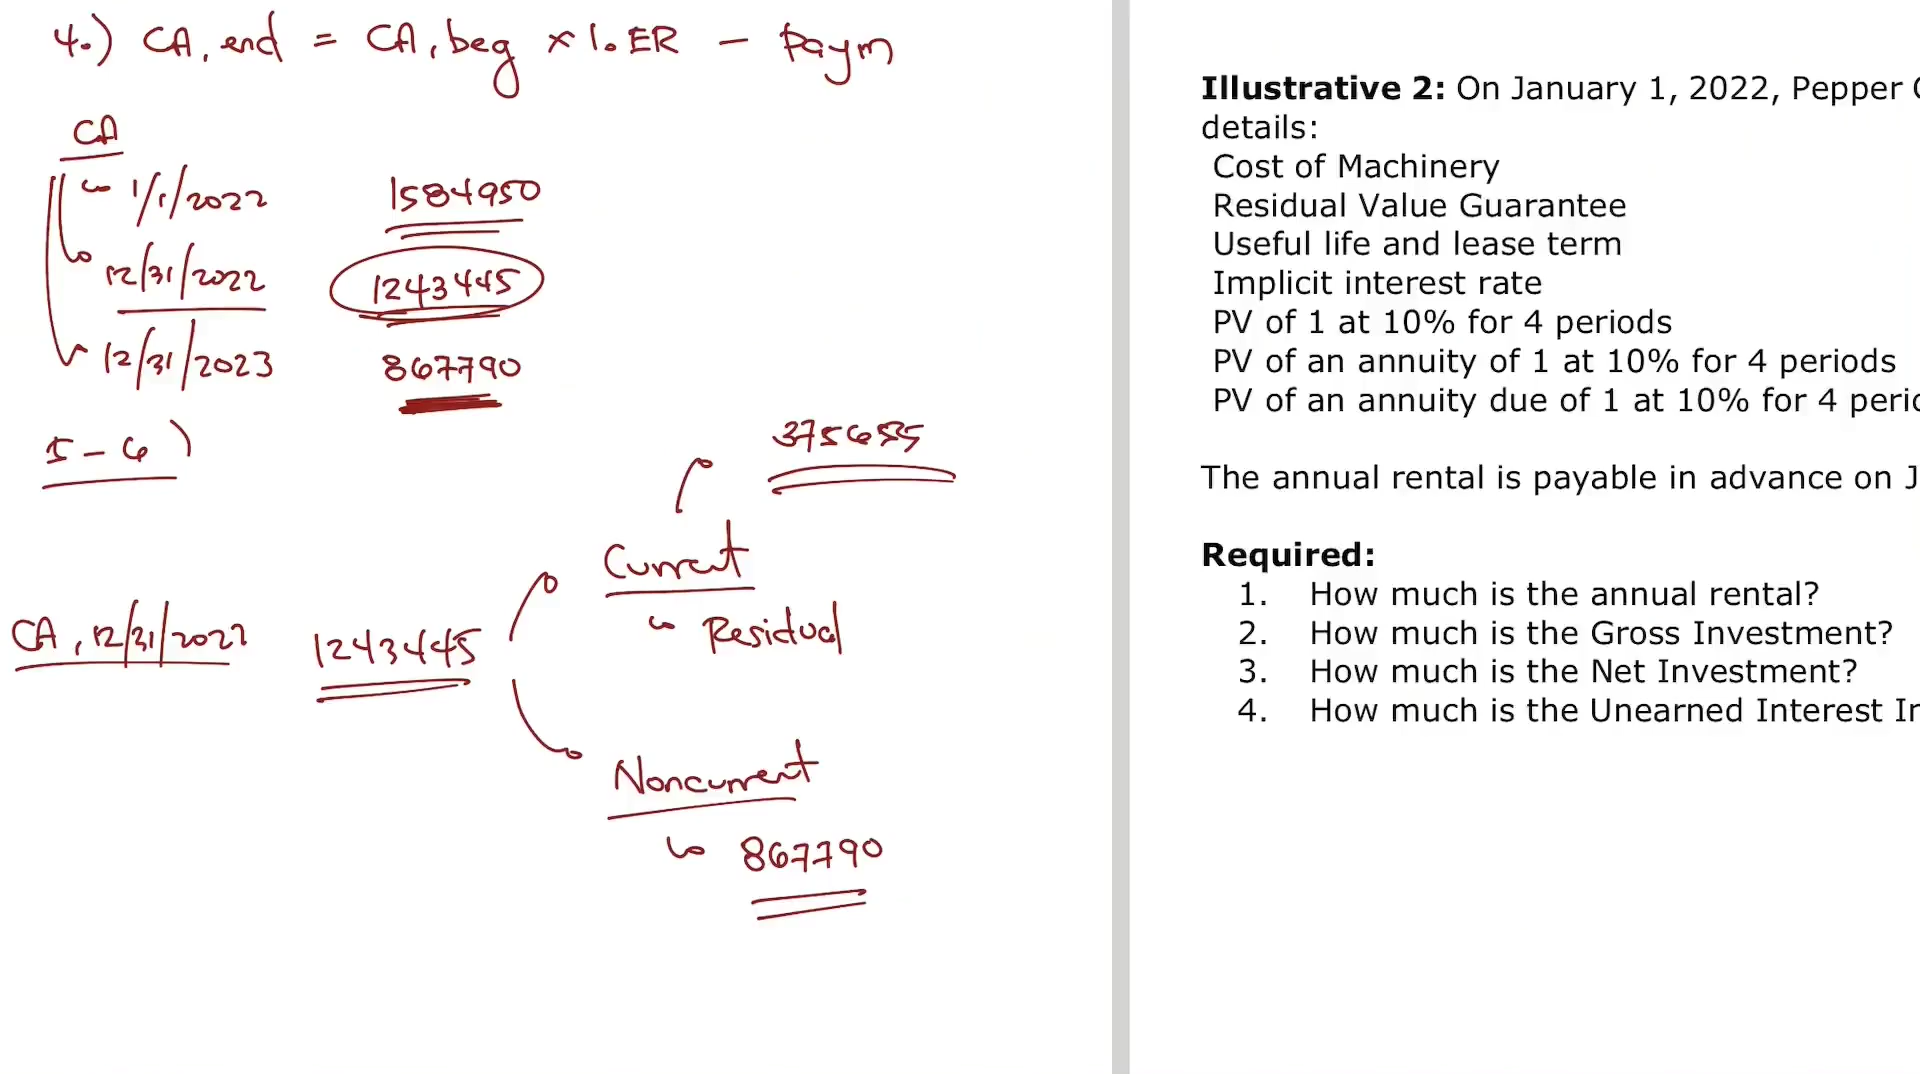 4.) CA, end = CA, beg x 1.ER - Paym
CA
1/1/2022 1584950
12/31/2022 1243445
12/31/2023 867790
5-6)
375655
Current
Residual
CA, 12/31/2022 1243445
Noncurrent
867790
Illustrative 2: On January 1, 2022, Pepper
details:
Cost of Machinery
Residual Value Guarantee
Useful life and lease term
Implicit interest rate
PV of 1 at 10% for 4 periods
PV of an annuity of 1 at 10% for 4 periods
PV of an annuity due of 1 at 10% for 4 perio
The annual rental is payable in advance on J
Required:
1. How much is the annual rental?
2. How much is the Gross Investment?
3. How much is the Net Investment?
4. How much is the Unearned Interest In